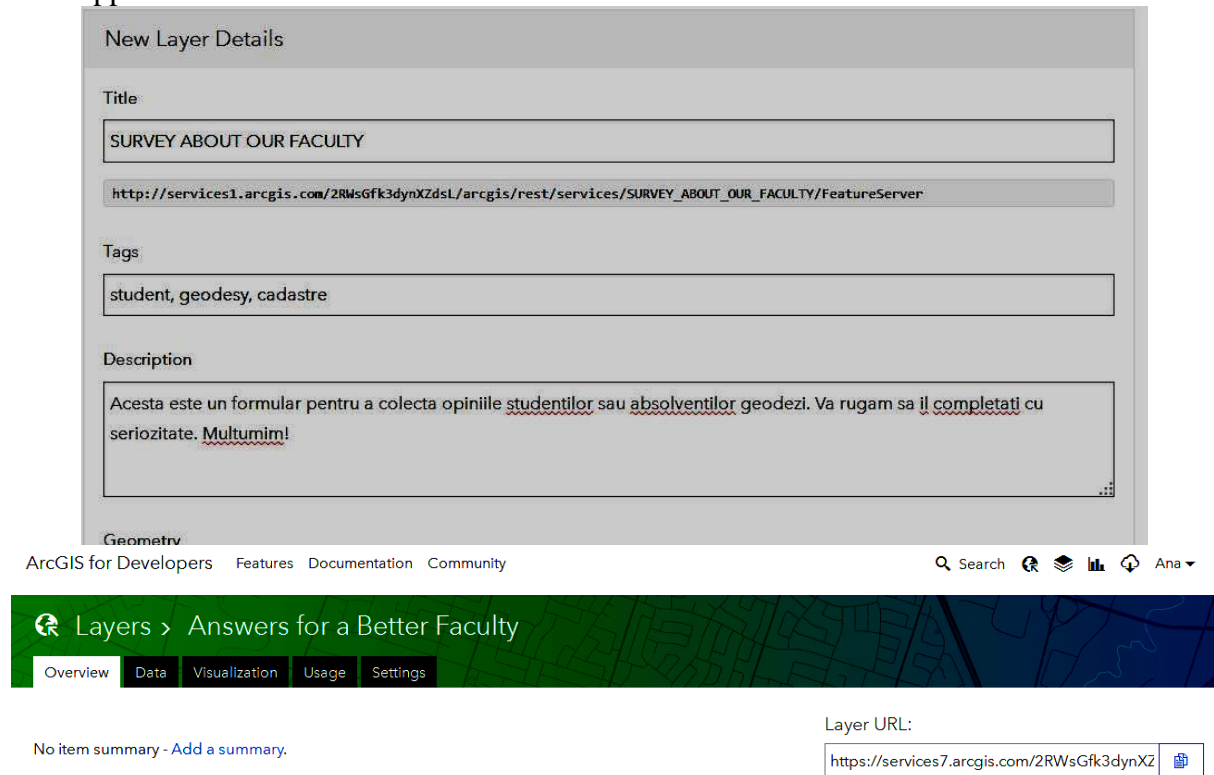 New Layer Details
Title
SURVEY ABOUT OUR FACULTY
http://services1.arcgis.com/2RWsGfk3dynXZdsL/arcgis/rest/services/SURVEY_ABOUT_OUR_FACULTY/FeatureServer
Tags
student, geodesy, cadastre
Description
Acesta este un formular pentru a colecta opiniile studentilor sau absolventilor geodezi. Va rugam sa il completati cu
seriozitate. Multumim!
Geometry
ArcGIS for Developers Features Documentation Community Search Ana
Layers > Answers for a Better Faculty
Overview Data Visualization Usage Settings
Layer URL:
No item summary - Add a summary.
https://services7.arcgis.com/2RWsGfk3dynXZ